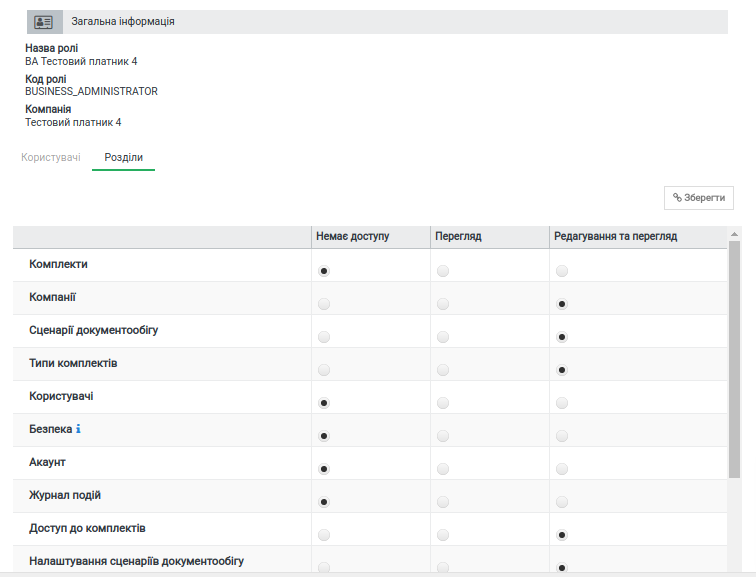 Загальна інформація
Назва ролі
ВА Тестовий платник 4
Код ролі
BUSINESS_ADMINISTRATOR
Компанія
Тестовий платник 4
Користувачі Розділи
Зберегти
Немає доступу Перегляд Редагування та перегляд
Комплекти
Компанії
Сценарії документообігу
Типи комплектів
Користувачі
Безпека
Акаунт
Журнал подій
Доступ до комплектів
Налаштування сценаріїв документообігу